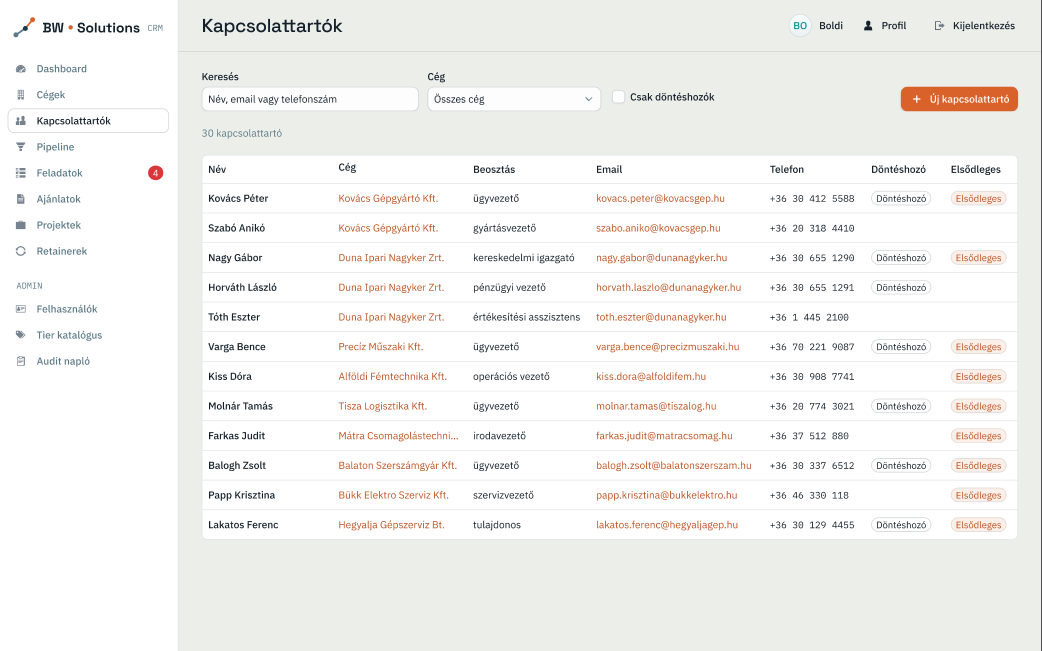 BW • Solutions CRM
Dashboard
Cégek
Kapcsolattartók
Pipeline
Feladatok 4
Ajánlatok
Projektek
Retainerek
ADMIN
Felhasználók
Tier katalógus
Audit napló
Kapcsolattartók
BO Boldi Profil Kijelentkezés
Keresés Cég
Név, email vagy telefonszám Összes cég Csak döntéshozók + Új kapcsolattartó
30 kapcsolattartó
Név Cég Beosztás Email Telefon Döntéshozó Elsődleges
Kovács Péter Kovács Gépgyártó Kft. ügyvezető kovacs.peter@kovacsgep.hu +36 30 412 5588 Döntéshozó Elsődleges
Szabó Anikó Kovács Gépgyártó Kft. gyártásvezető szabo.aniko@kovacsgep.hu +36 20 318 4410
Nagy Gábor Duna Ipari Nagyker Zrt. kereskedelmi igazgató nagy.gabor@dunanagyker.hu +36 30 655 1290 Döntéshozó Elsődleges
Horváth László Duna Ipari Nagyker Zrt. pénzügyi vezető horvath.laszlo@dunanagyker.hu +36 30 655 1291 Döntéshozó
Tóth Eszter Duna Ipari Nagyker Zrt. értékesítési asszisztens toth.eszter@dunanagyker.hu +36 1 445 2100
Varga Bence Precíz Műszaki Kft. ügyvezető varga.bence@precizmuszaki.hu +36 70 221 9087 Döntéshozó Elsődleges
Kiss Dóra Alföldi Fémtechnika Kft. operációs vezető kiss.dora@alfoldifem.hu +36 30 908 7741 Elsődleges
Molnár Tamás Tisza Logisztika Kft. ügyvezető molnar.tamas@tiszalog.hu +36 20 774 3021 Döntéshozó Elsődleges
Farkas Judit Mátra Csomagolástechni... irodavezető farkas.judit@matracsomag.hu +36 37 512 880 Elsődleges
Balogh Zsolt Balaton Szerszámgyár Kft. ügyvezető balogh.zsolt@balatonszerszam.hu +36 30 337 6512 Döntéshozó Elsődleges
Papp Krisztina Bükk Elektro Szerviz Kft. szervizvezető papp.krisztina@bukkelektro.hu +36 46 330 118 Elsődleges
Lakatos Ferenc Hegyalja Gépszerviz Bt. tulajdonos lakatos.ferenc@hegyaljagep.hu +36 30 129 4455 Döntéshozó Elsődleges